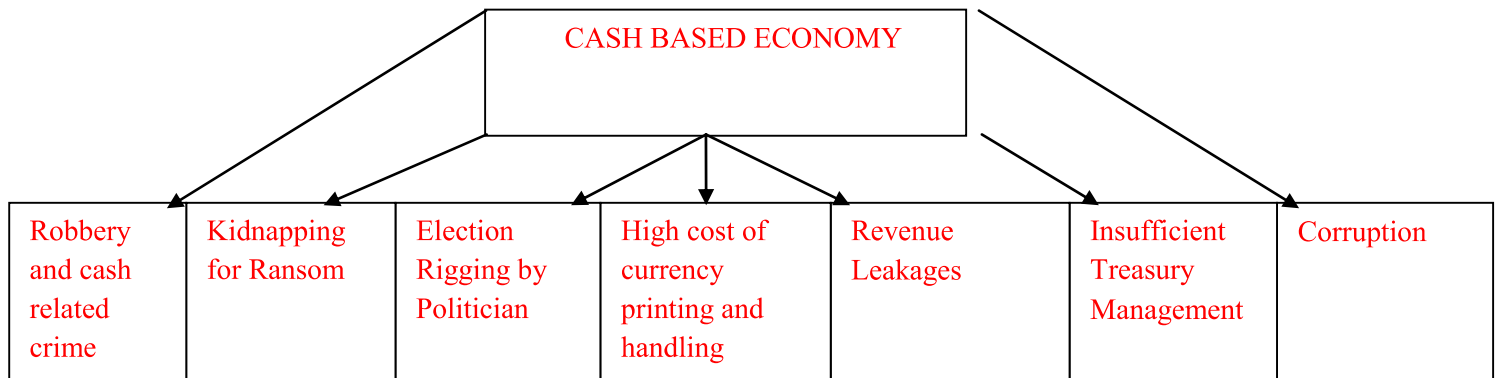 CASH BASED ECONOMY
Robbery
and cash
related
crime
Kidnapping
for Ransom
Election
Rigging by
Politician
High cost of
currency
printing and
handling
Revenue
Leakages
Insufficient
Treasury
Management
Corruption